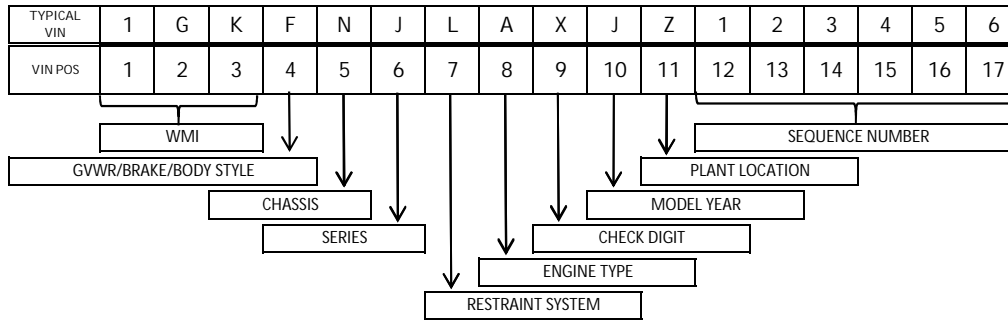 TYPICAL VIN 1 G K F N J L A X J Z 1 2 3 4 5 6
VIN POS 1 2 3 4 5 6 7 8 9 10 11 12 13 14 15 16 17
WMI SEQUENCE NUMBER
GVWR/BRAKE/BODY STYLE PLANT LOCATION
CHASSIS MODEL YEAR
SERIES CHECK DIGIT
ENGINE TYPE
RESTRAINT SYSTEM